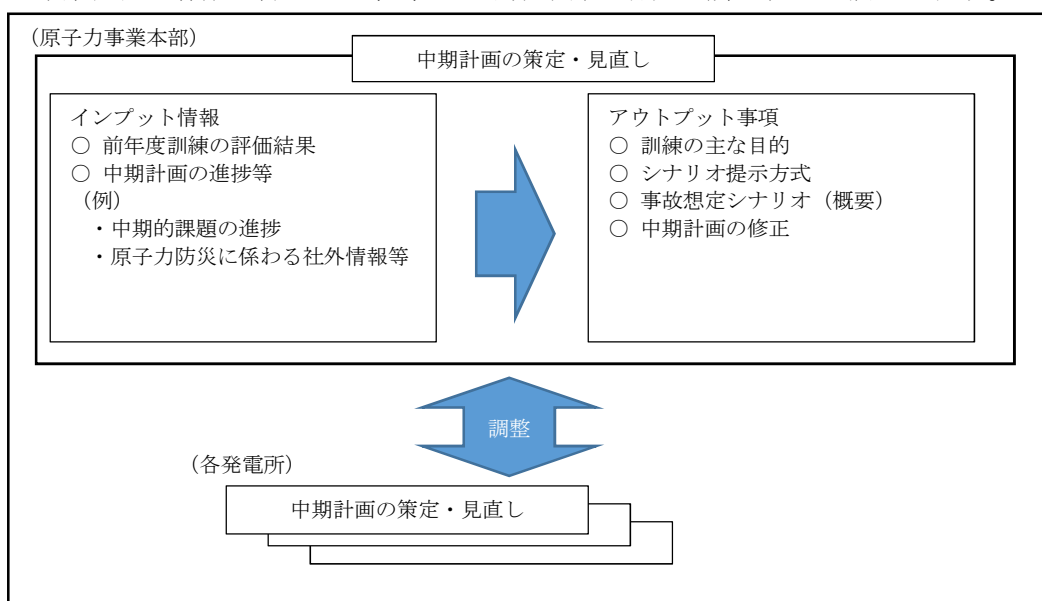 （原子力事業本部）
中期計画の策定・見直し
インプット情報
○ 前年度訓練の評価結果
○ 中期計画の進捗等
（例）
・中期的課題の進捗
・原子力防災に係わる社外情報等
アウトプット事項
○ 訓練の主な目的
○ シナリオ提示方式
○ 事故想定シナリオ（概要）
○ 中期計画の修正
調整
（各発電所）
中期計画の策定・見直し